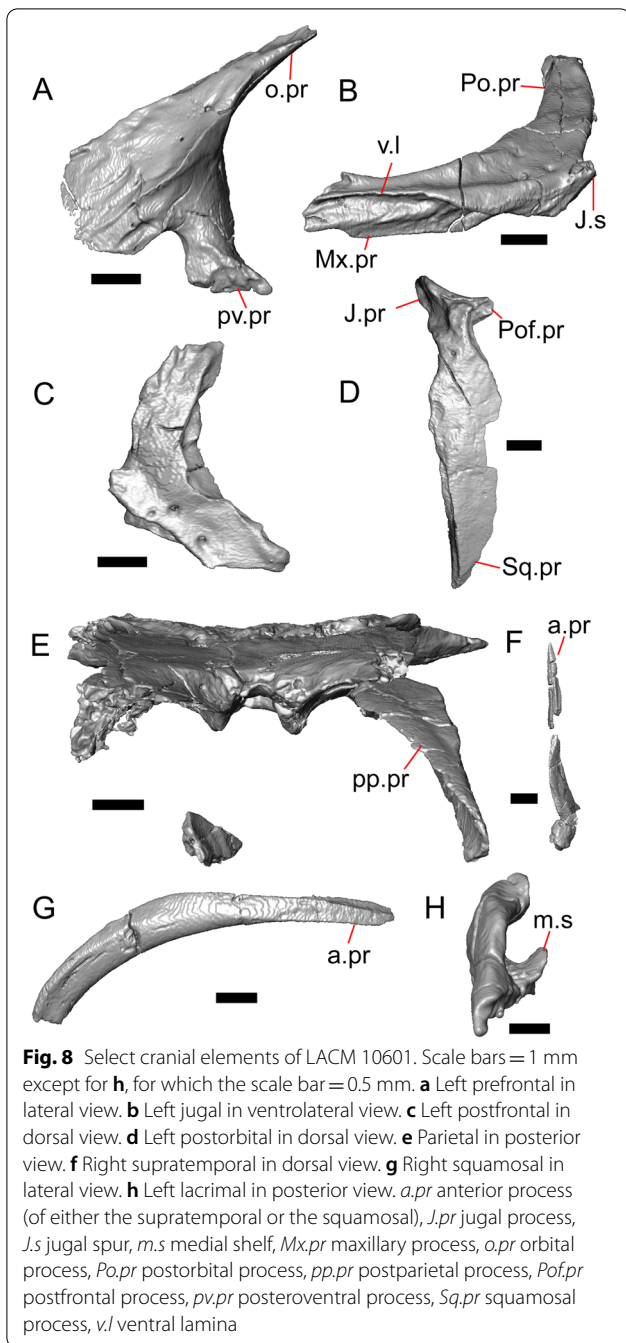 A
o.pr
B
Po.pr
v.l
J.s
Mx.pr
pv.pr
J.pr
Pof.pr
C
D
Sq.pr
E
F
a.pr
pp.pr
G
H
m.s
a.pr
Fig. 8 Select cranial elements of LACM 10601. Scale bars = 1 mm
except for h, for which the scale bar = 0.5 mm. a Left prefrontal in
lateral view. b Left jugal in ventrolateral view. c Left postfrontal in
dorsal view. d Left postorbital in dorsal view. e Parietal in posterior
view. f Right supratemporal in dorsal view. g Right squamosal in
lateral view. h Left lacrimal in posterior view. a.pr anterior process
(of either the supratemporal or the squamosal), J.pr jugal process,
J.s jugal spur, m.s medial shelf, Mx.pr maxillary process, o.pr orbital
process, Po.pr postorbital process, pp.pr postparietal process, Pof.pr
postfrontal process, pv.pr posteroventral process, Sq.pr squamosal
process, v.l ventral lamina